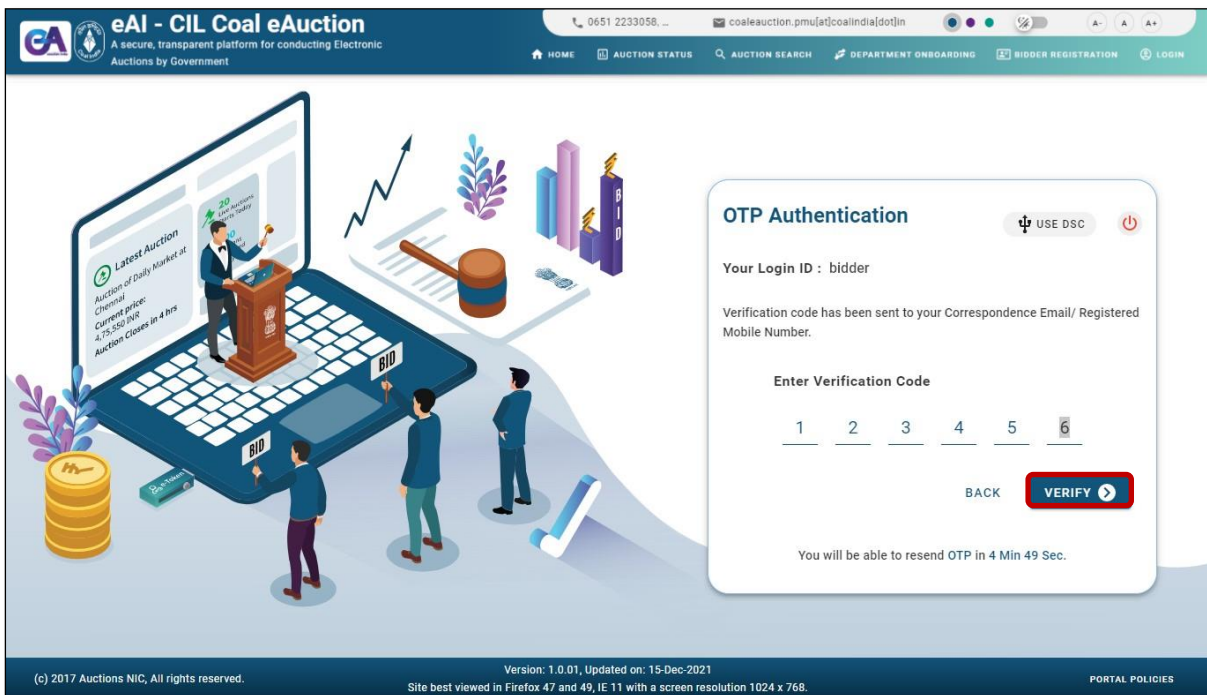 eAI - CIL Coal eAuction
A secure, transparent platform for conducting Electronic
Auctions by Government
0651 2233058, ...
coaleauction.pmu[at]coalindia[dot]in
A-
A
A+
HOME
AUCTION STATUS
AUCTION SEARCH
DEPARTMENT ONBOARDING
BIDDER REGISTRATION
LOGIN
Latest Auction
Auction of Daily Market at
Chennai
Current price:
4,75,550 INR
Auction Closes in 4 hrs
20
Live Auctions
BID
BID
BID
OTP Authentication
USE DSC
Your Login ID : bidder
Verification code has been sent to your Correspondence Email/ Registered
Mobile Number.
Enter Verification Code
1 2 3 4 5 6
BACK
VERIFY
You will be able to resend OTP in 4 Min 49 Sec.
(c) 2017 Auctions NIC, All rights reserved.
Version: 1.0.01, Updated on: 15-Dec-2021
Site best viewed in Firefox 47 and 49, IE 11 with a screen resolution 1024 x 768.
PORTAL POLICIES